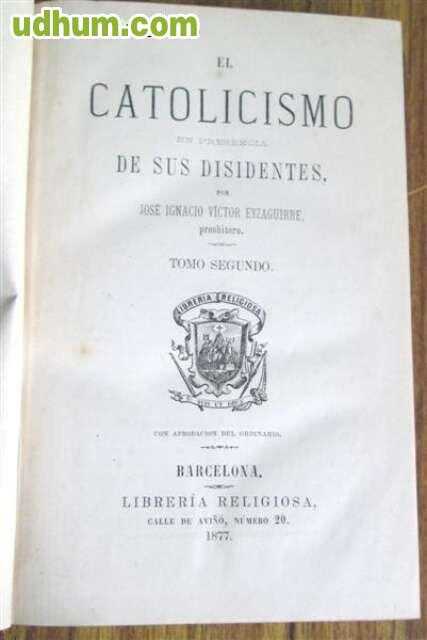 udhum.com
EL
CATOLICISMO
EN PRESENCIA
DE SUS DISIDENTES,
POR
JOSÉ IGNACIO VÍCTOR EYZAGUIRRE,
presbítero.
TOMO SEGUNDO.
LIBRERIA RELIGIOSA
CON APROBACION DEL ORDINARIO.
BARCELONA.
LIBRERÍA RELIGIOSA,
CALLE DE AVIÑÓ, NÚMERO 20.
1877.